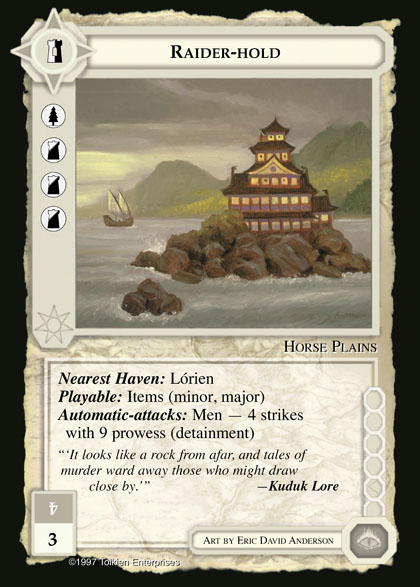 RAIDER-HOLD
HORSE PLAINS
Nearest Haven: Lórien
Playable: Items (minor, major)
Automatic-attacks: Men — 4 strikes
with 9 prowess (detainment)
“‘It looks like a rock from afar, and tales of
murder ward away those who might draw
close by.’” —Kuduk Lore
3
ART BY ERIC DAVID ANDERSON
©1997 Tolkien Enterprises